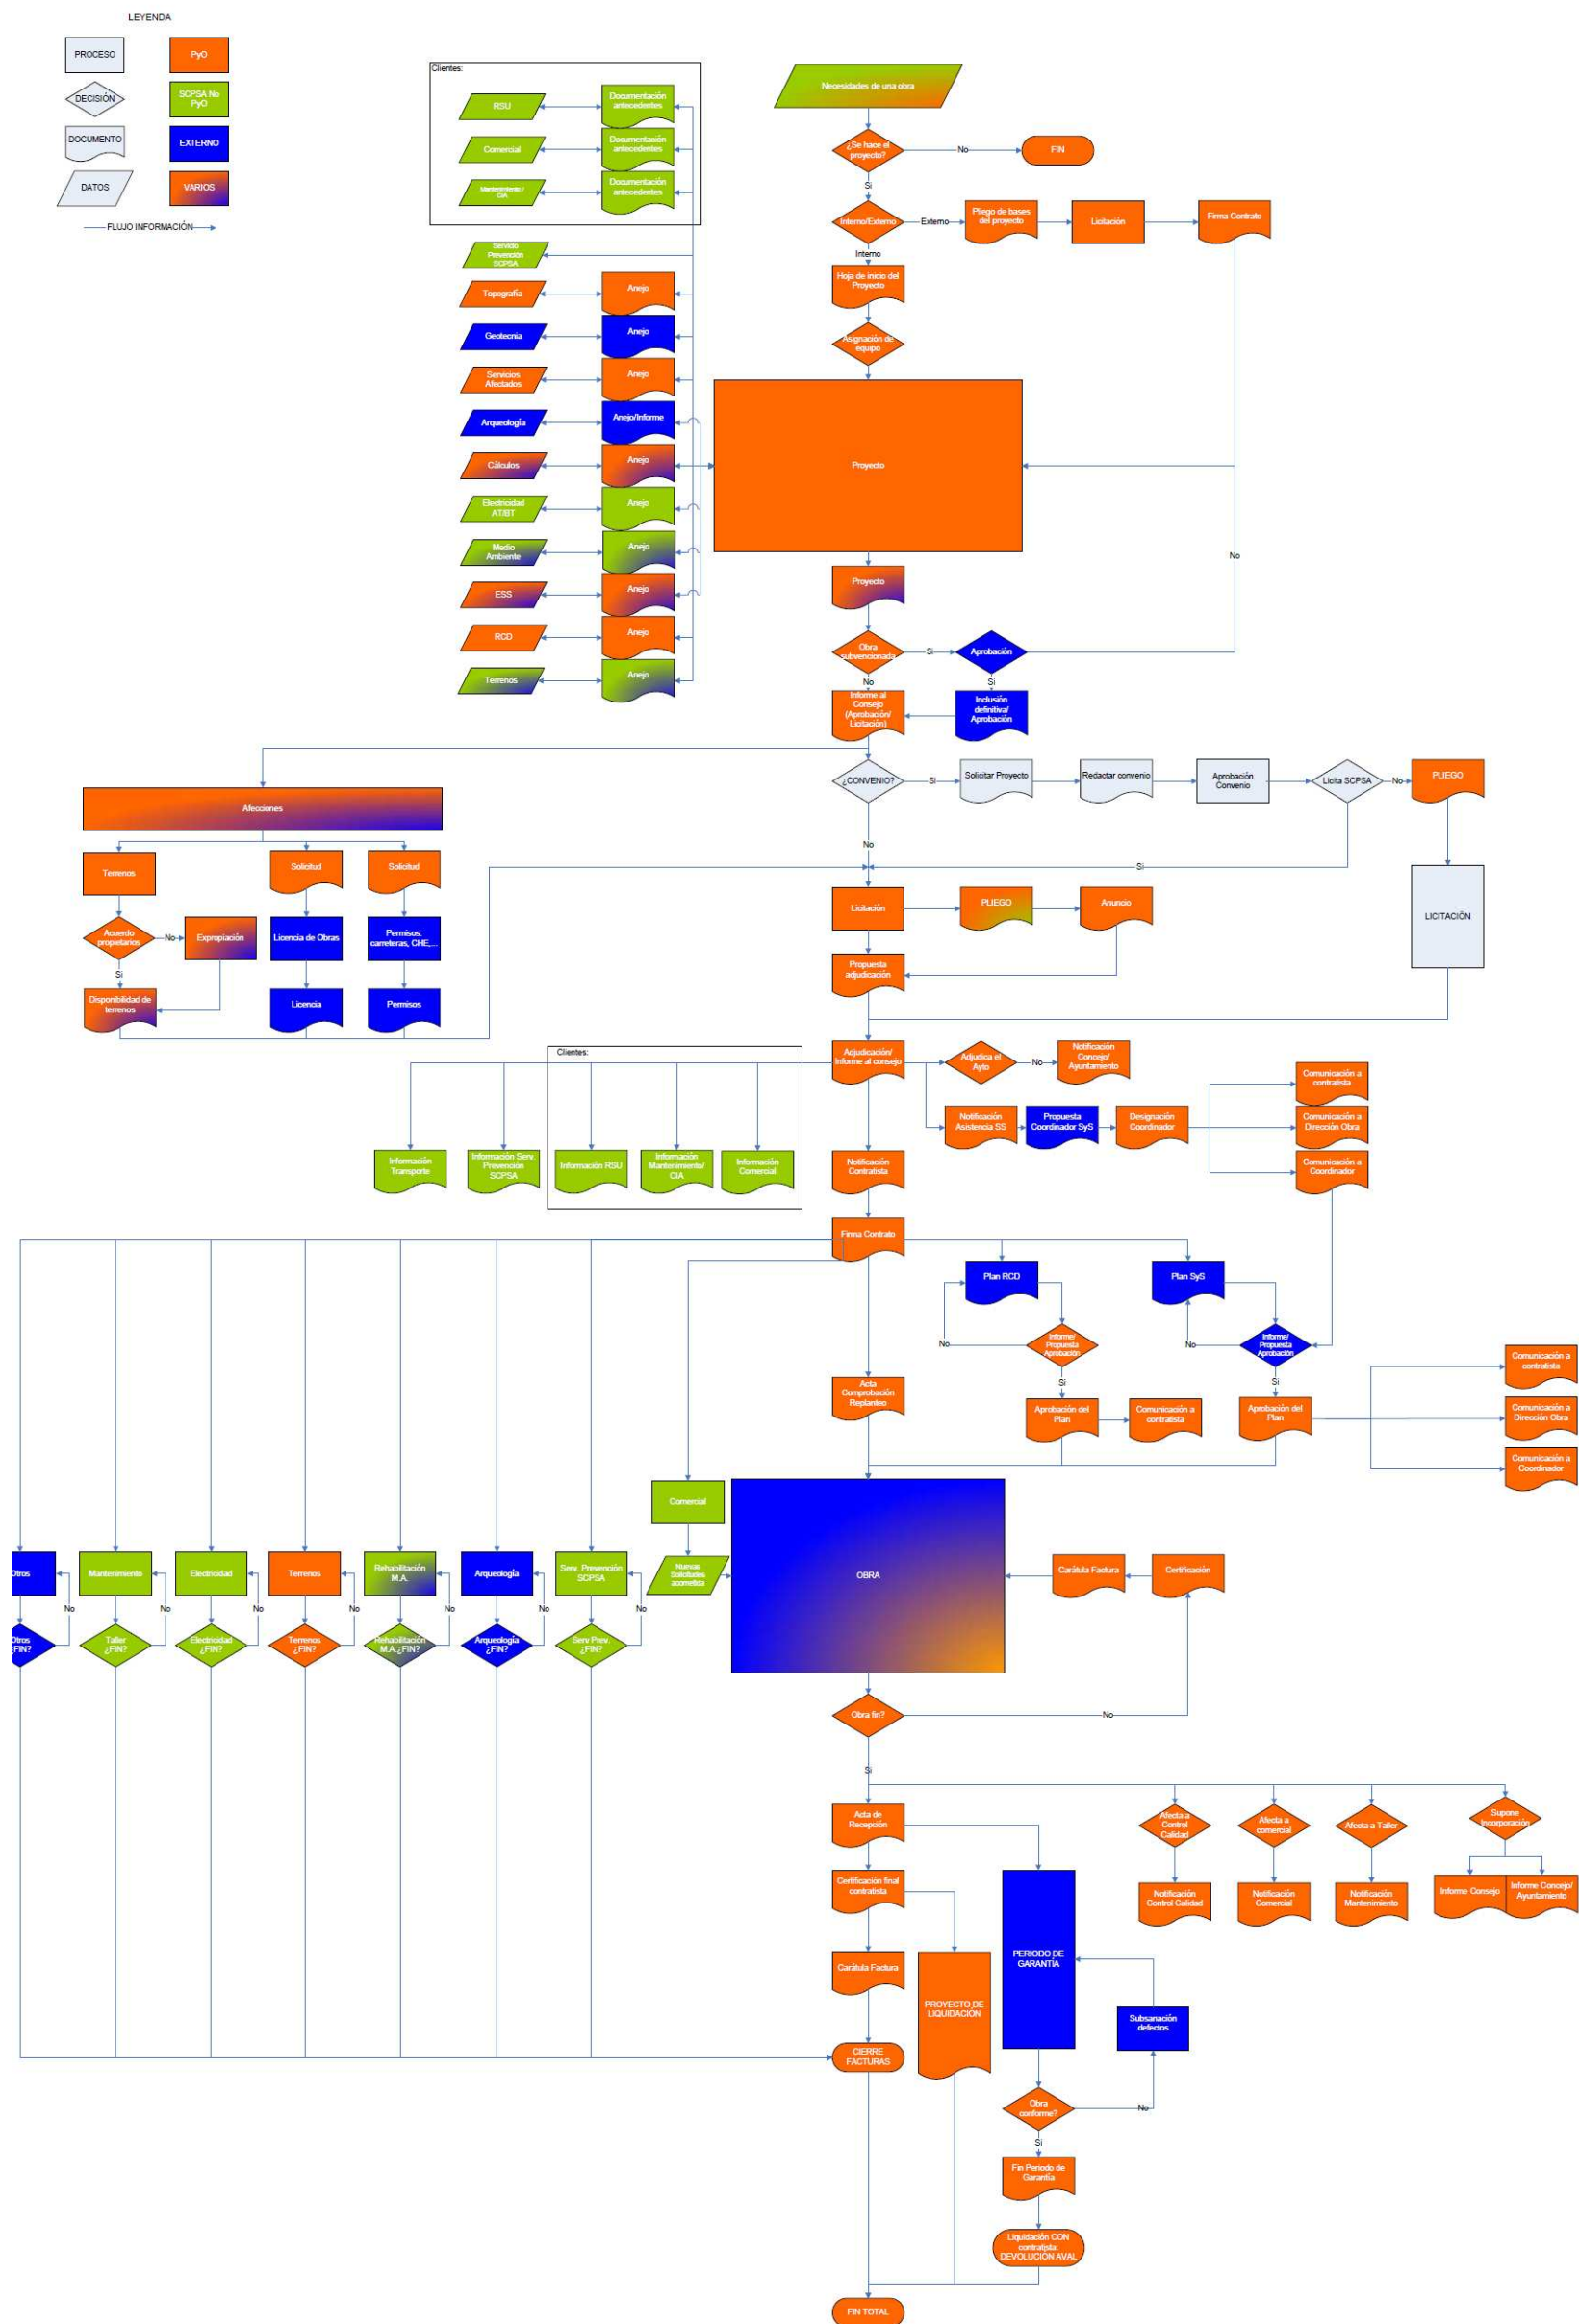 LEYENDA
PROCESO
PyO
DECISIÓN
SCPSA No
PyO
DOCUMENTO
EXTERNO
DATOS
VARIOS
FLUJO INFORMACIÓN
Clientes:
RSU
Documentación
antecedentes
Comercial
Documentación
antecedentes
Mantenimiento /
CIA
Documentación
antecedentes
Servicio
Prevención
SCPSA
Topografía
Anejo
Geotecnia
Anejo
Servicios
Afectados
Anejo
Arqueología
Anejo/Informe
Cálculos
Anejo
Electricidad
AT/BT
Anejo
Medio
Ambiente
Anejo
ESS
Anejo
RCD
Anejo
Terrenos
Anejo
Necesidades de una obra
¿Se hace el
proyecto?
No
FIN
Si
Interno/Externo
Externo
Pliego de bases
del proyecto
Licitación
Firma Contrato
Interno
Hoja de inicio del
Proyecto
Asignación de
equipo
Proyecto
No
Proyecto
Obra
subvencionada
Si
Aprobación
No
Si
Informe al
Consejo
(Aprobación/
Licitación)
Inclusión
definitiva/
Aprobación
¿CONVENIO?
Si
Solicitar Proyecto
Redactar convenio
Aprobación
Convenio
Licita SCPSA
No
PLIEGO
No
Si
Afecciones
Terrenos
Solicitud
Solicitud
Acuerdo
propietarios
No
Expropiación
Licencia de Obras
Permisos:
carreteras, CHE,...
Si
Disponibilidad de
terrenos
Licencia
Permisos
Licitación
PLIEGO
Anuncio
LICITACIÓN
Propuesta
adjudicación
Adjudicación/
Informe al consejo
Adjudica el
Ayto
No
Notificación
Concejo/
Ayuntamiento
Notificación
Asistencia SS
Propuesta
Coordinador SyS
Designación
Coordinador
Comunicación a
contratista
Comunicación a
Dirección Obra
Comunicación a
Coordinador
Clientes:
Información
Transporte
Información Serv.
Prevención
SCPSA
Información RSU
Información
Mantenimiento/
CIA
Información
Comercial
Notificación
Contratista
Firma Contrato
Plan RCD
Plan SyS
No
Informe/
Propuesta
Aprobación
No
Informe/
Propuesta
Aprobación
Si
Si
Acta
Comprobación
Replanteo
Aprobación del
Plan
Comunicación a
contratista
Aprobación del
Plan
Comunicación a
contratista
Comunicación a
Dirección Obra
Comunicación a
Coordinador
Comercial
Nuevas
Solicitudes
acometida
OBRA
Carátula Factura
Certificación
Otros
Mantenimiento
Electricidad
Terrenos
Rehabilitación
M.A.
Arqueología
Serv. Prevención
SCPSA
No
No
No
No
No
No
No
Otros
¿FIN?
Taller
¿FIN?
Electricidad
¿FIN?
Terrenos
¿FIN?
Rehabilitación
M.A.¿FIN?
Arqueología
¿FIN?
Serv Prev.
¿FIN?
Obra fin?
No
Si
Acta de
Recepción
Afecta a
Control
Calidad
Afecta a
comercial
Afecta a Taller
Supone
Incorporación
Notificación
Control Calidad
Notificación
Comercial
Notificación
Mantenimiento
Informe Consejo
Informe Concejo/
Ayuntamiento
Certificación final
contratista
Carátula Factura
PROYECTO DE
LIQUIDACIÓN
PERIODO DE
GARANTÍA
Subsanación
defectos
CIERRE
FACTURAS
Obra
conforme?
No
Si
Fin Periodo de
Garantía
Liquidación CON
contratista:
DEVOLUCIÓN AVAL
FIN TOTAL